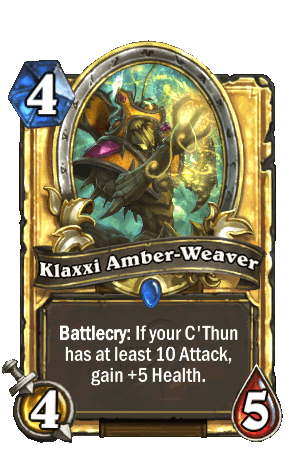 4
Klaxxi Amber-Weaver
Battlecry: If your C'Thun
has at least 10 Attack,
gain +5 Health.
4
5